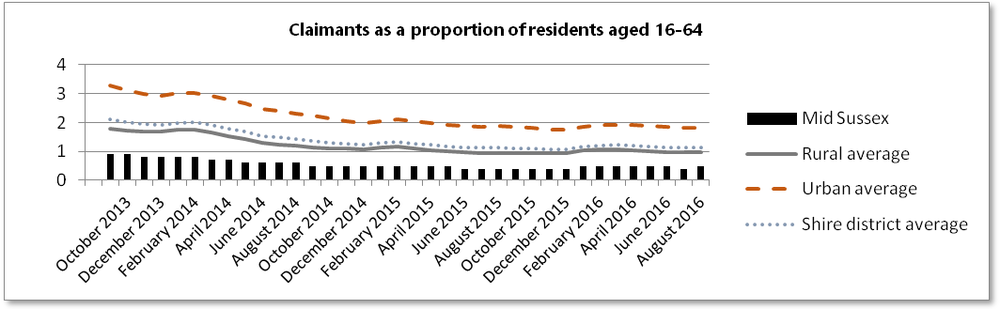 Claimants as a proportion of residents aged 16-64
4
3
2
1
0
October 2013
December 2013
February 2014
April 2014
June 2014
August 2014
October 2014
December 2014
February 2015
April 2015
June 2015
August 2015
October 2015
December 2015
February 2016
April 2016
June 2016
August 2016
Mid Sussex
Rural average
Urban average
Shire district average